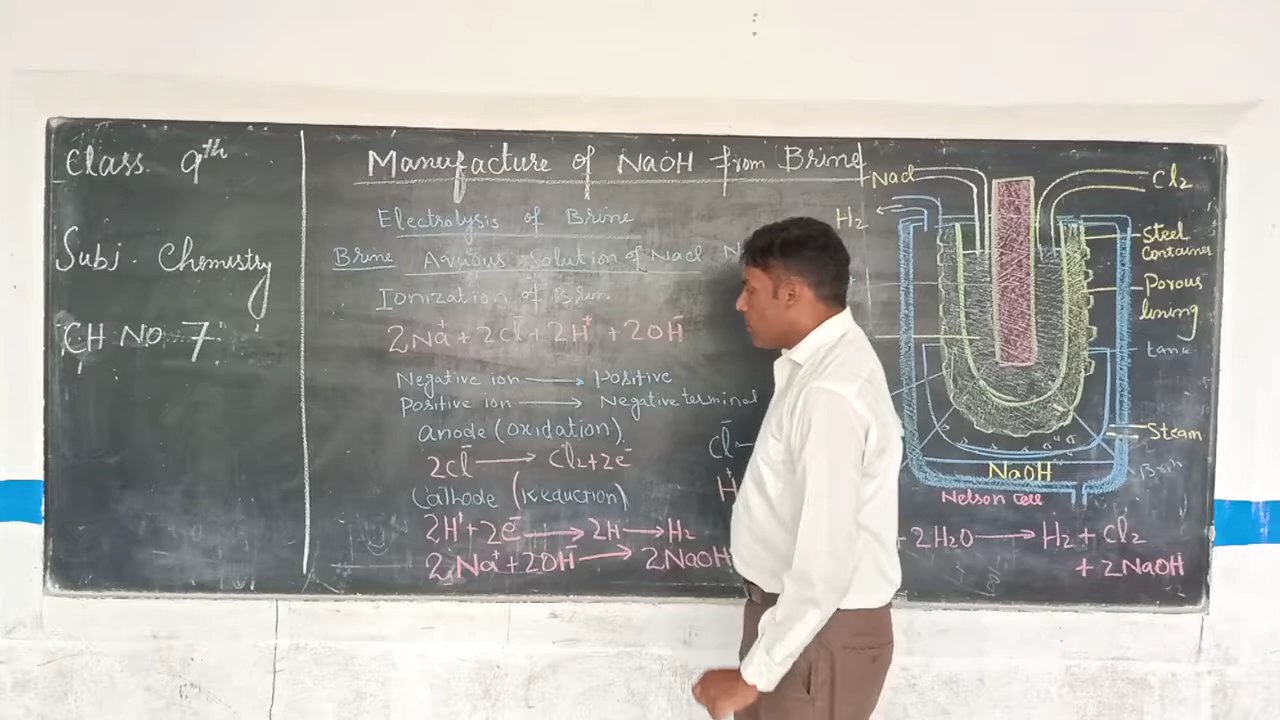 Class 9th
Subj. Chemistry
CH NO 7
Manufacture of NaOH from Brine
Electrolysis of Brine
Brine Aquous Solution of Nacl N
Ionization of Brin
2Na⁺ + 2Cl⁻ + 2H⁺ + 2OH⁻
Negative ion → Positive
Positive ion → Negative terminal
anode (oxidation)
2Cl⁻ → Cl2 + 2e⁻
Cathode (Reduction)
2H⁺ + 2e⁻ → 2H → H2
2Na⁺ + 2OH⁻ → 2NaOH
Cl⁻
H⁺
Nacl
Cl2
H2
Steel
Container
Porous
lining
tank
Steam
NaOH
Nelson Cell
+ 2H2O → H2 + Cl2
+ 2NaOH